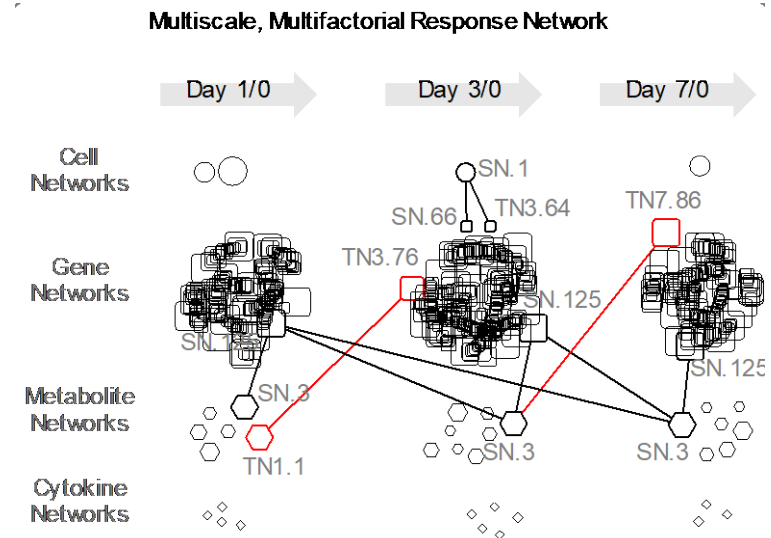 Multiscale, Multifactorial Response Network
Day 1/0
Day 3/0
Day 7/0
Cell
Networks
SN.1
TN7.86
SN.66
TN3.64
TN3.76
Gene
Networks
SN.125
SN.125
Metabolite
Networks
SN.3
SN.3
SN.3
TN1.1
Cytokine
Networks